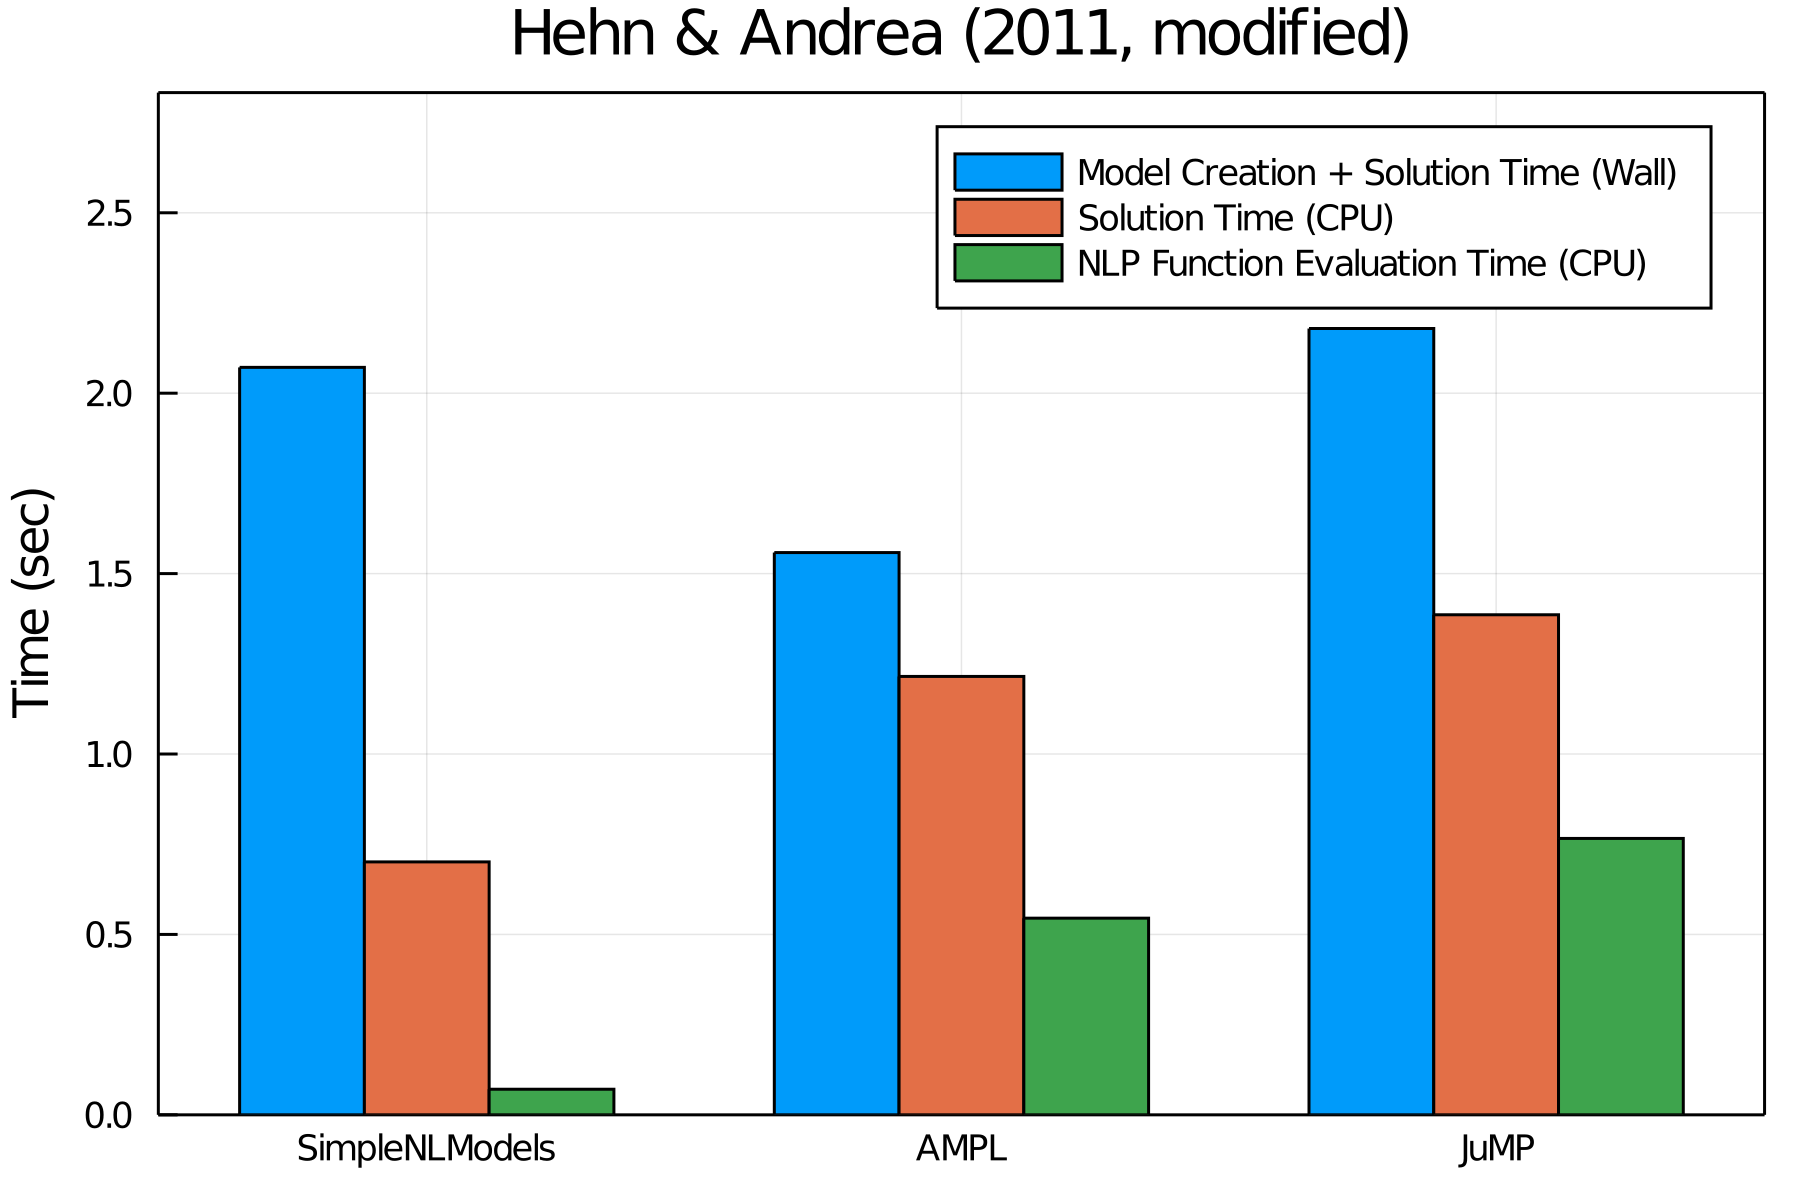 Hehn & Andrea (2011, modified)
Model Creation + Solution Time (Wall)
Solution Time (CPU)
NLP Function Evaluation Time (CPU)
Time (sec)
2.5
2.0
1.5
1.0
0.5
0.0
SimpleNLModels
AMPL
JuMP